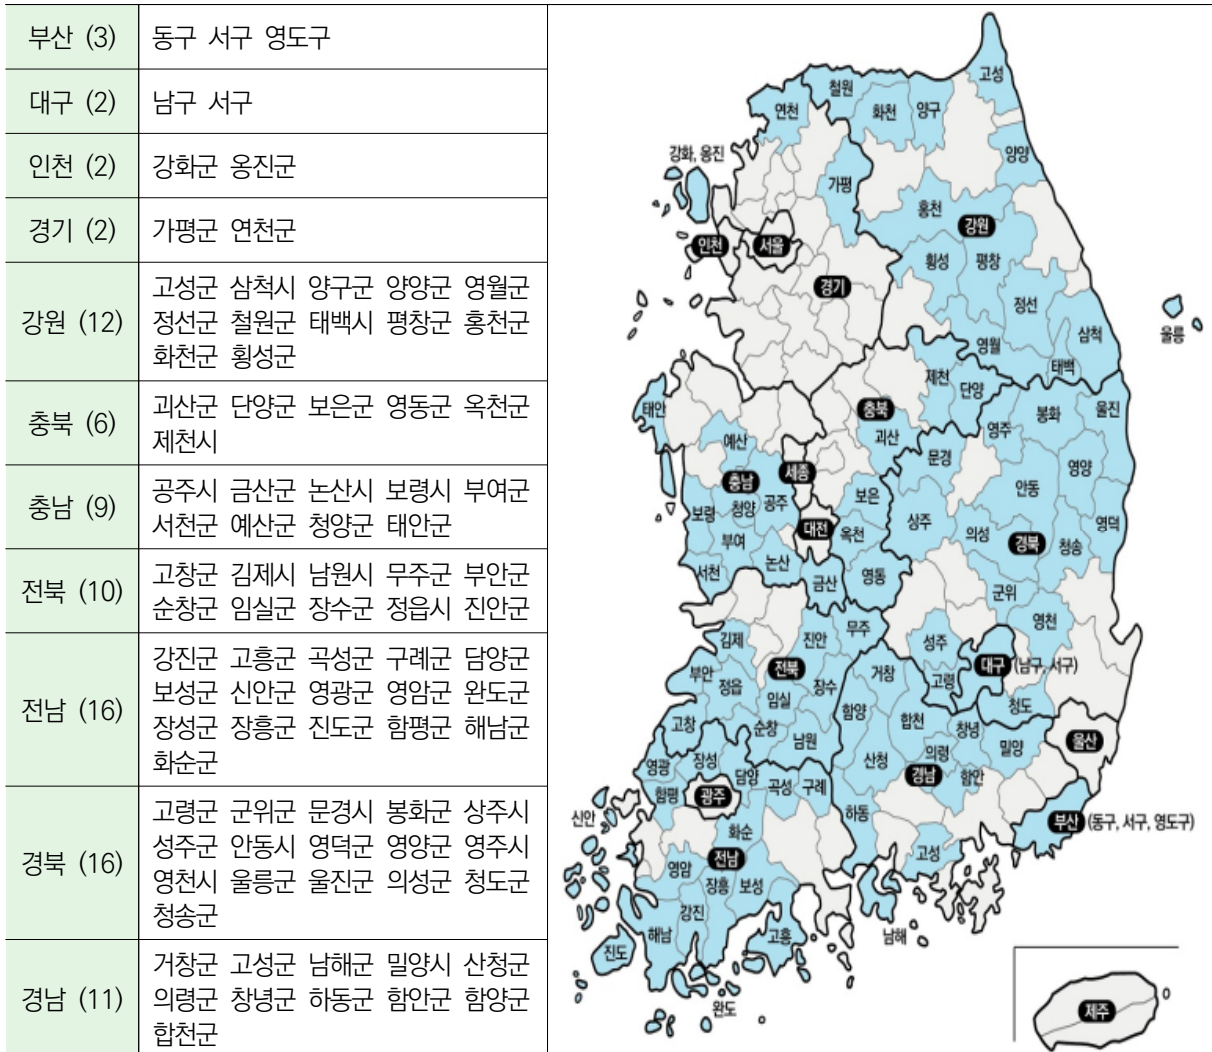 부산 (3)
동구 서구 영도구
대구 (2)
남구 서구
인천 (2)
강화군 옹진군
경기 (2)
가평군 연천군
강원 (12)
고성군 삼척시 양구군 양양군 영월군
정선군 철원군 태백시 평창군 홍천군
화천군 횡성군
충북 (6)
괴산군 단양군 보은군 영동군 옥천군
제천시
충남 (9)
공주시 금산군 논산시 보령시 부여군
서천군 예산군 청양군 태안군
전북 (10)
고창군 김제시 남원시 무주군 부안군
순창군 임실군 장수군 정읍시 진안군
전남 (16)
강진군 고흥군 곡성군 구례군 담양군
보성군 신안군 영광군 영암군 완도군
장성군 장흥군 진도군 함평군 해남군
화순군
경북 (16)
고령군 군위군 문경시 봉화군 상주시
성주군 안동시 영덕군 영양군 영주시
영천시 울릉군 울진군 의성군 청도군
청송군
경남 (11)
거창군 고성군 남해군 밀양시 산청군
의령군 창녕군 하동군 함안군 함양군
합천군
고성
철원
연천
화천
양구
양양
강화, 옹진
가평
홍천
강원
인천
서울
횡성
평창
경기
정선
삼척
울릉
영월
태백
제천
단양
태안
충북
봉화
울진
예산
괴산
영주
문경
세종
충남
영양
안동
보은
공주
청양
보령
상주
대전
옥천
의성
경북
청송
영덕
부여
논산
서천
금산
영동
군위
영천
무주
진안
김제
성주
전북
거창
대구 (남구, 서구)
부안
정읍
장수
고령
임실
함양
청도
고창
순창
합천
창녕
남원
밀양
울산
의령
산청
영광
장성
담양
경남
함안
함평
광주
곡성
구례
하동
신안
부산 (동구, 서구, 영도구)
화순
전남
고성
영암
장흥
보성
강진
해남
고흥
남해
진도
완도
제주